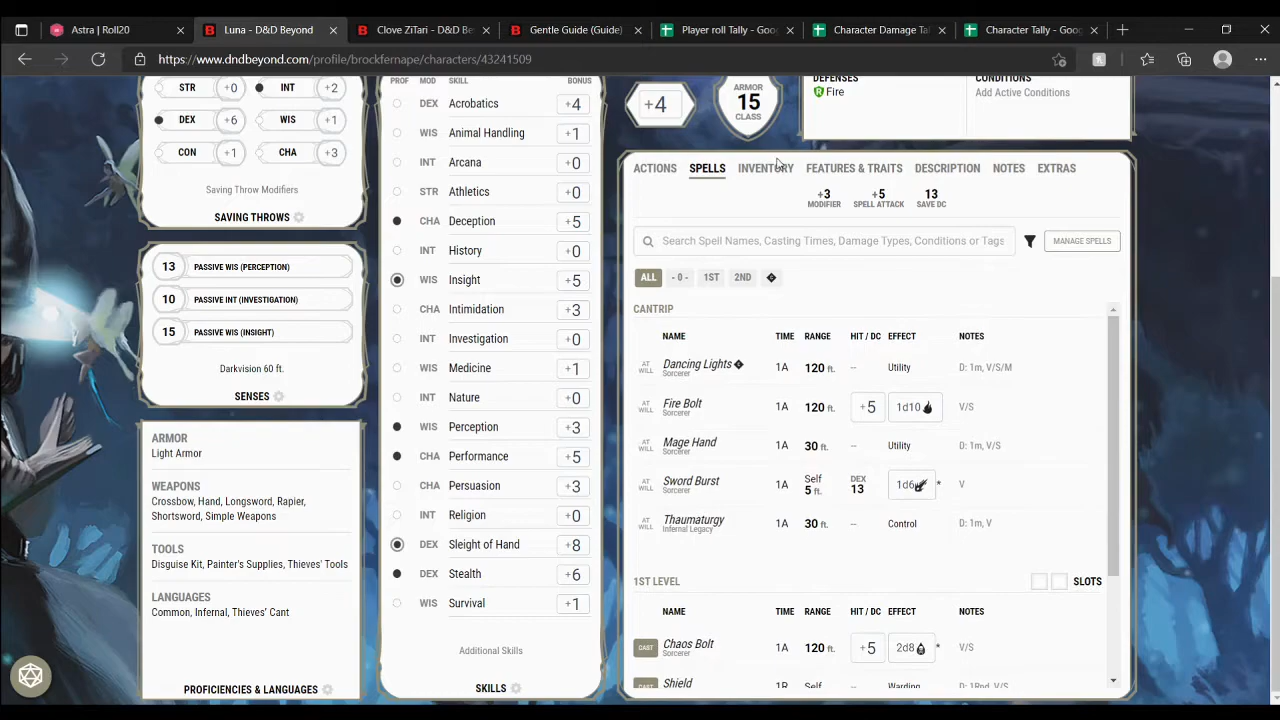 Astra | Roll20
Luna - D&D Beyond
Clove ZiTari - D&D Be
Gentle Guide (Guide)
Player roll Tally - Goo
Character Damage Tal
Character Tally - Goo
https://www.dndbeyond.com/profile/brockfernape/characters/43241509
STR +0 INT +2
DEX +6 WIS +1
CON +1 CHA +3
Saving Throw Modifiers
SAVING THROWS
13 PASSIVE WIS (PERCEPTION)
10 PASSIVE INT (INVESTIGATION)
15 PASSIVE WIS (INSIGHT)
Darkvision 60 ft.
SENSES
ARMOR
Light Armor
WEAPONS
Crossbow, Hand, Longsword, Rapier,
Shortsword, Simple Weapons
TOOLS
Disguise Kit, Painter's Supplies, Thieves' Tools
LANGUAGES
Common, Infernal, Thieves' Cant
PROFICIENCIES & LANGUAGES
PROF MOD SKILL BONUS
DEX Acrobatics +4
WIS Animal Handling +1
INT Arcana +0
STR Athletics +0
CHA Deception +5
INT History +0
WIS Insight +5
CHA Intimidation +3
INT Investigation +0
WIS Medicine +1
INT Nature +0
WIS Perception +3
CHA Performance +5
CHA Persuasion +3
INT Religion +0
DEX Sleight of Hand +8
DEX Stealth +6
WIS Survival +1
Additional Skills
SKILLS
+4
ARMOR
15
CLASS
DEFENSES
R Fire
CONDITIONS
Add Active Conditions
ACTIONS SPELLS INVENTORY FEATURES & TRAITS DESCRIPTION NOTES EXTRAS
+3 +5 13
MODIFIER SPELL ATTACK SAVE DC
Search Spell Names, Casting Times, Damage Types, Conditions or Tags
MANAGE SPELLS
ALL - 0 - 1ST 2ND
CANTRIP
NAME TIME RANGE HIT / DC EFFECT NOTES
AT WILL Dancing Lights 1A 120 ft. -- Utility D: 1m, V/S/M
Sorcerer
AT WILL Fire Bolt 1A 120 ft. +5 1d10 V/S
Sorcerer
AT WILL Mage Hand 1A 30 ft. -- Utility D: 1m, V/S
Sorcerer
AT WILL Sword Burst 1A Self 5 ft. DEX 13 1d6 * V
Sorcerer
AT WILL Thaumaturgy 1A 30 ft. -- Control D: 1m, V
Infernal Legacy
1ST LEVEL SLOTS
NAME TIME RANGE HIT / DC EFFECT NOTES
CAST Chaos Bolt 1A 120 ft. +5 2d8 * V/S
Sorcerer
CAST Shield 1R Self -- Warding D: 1Rnd, V/S